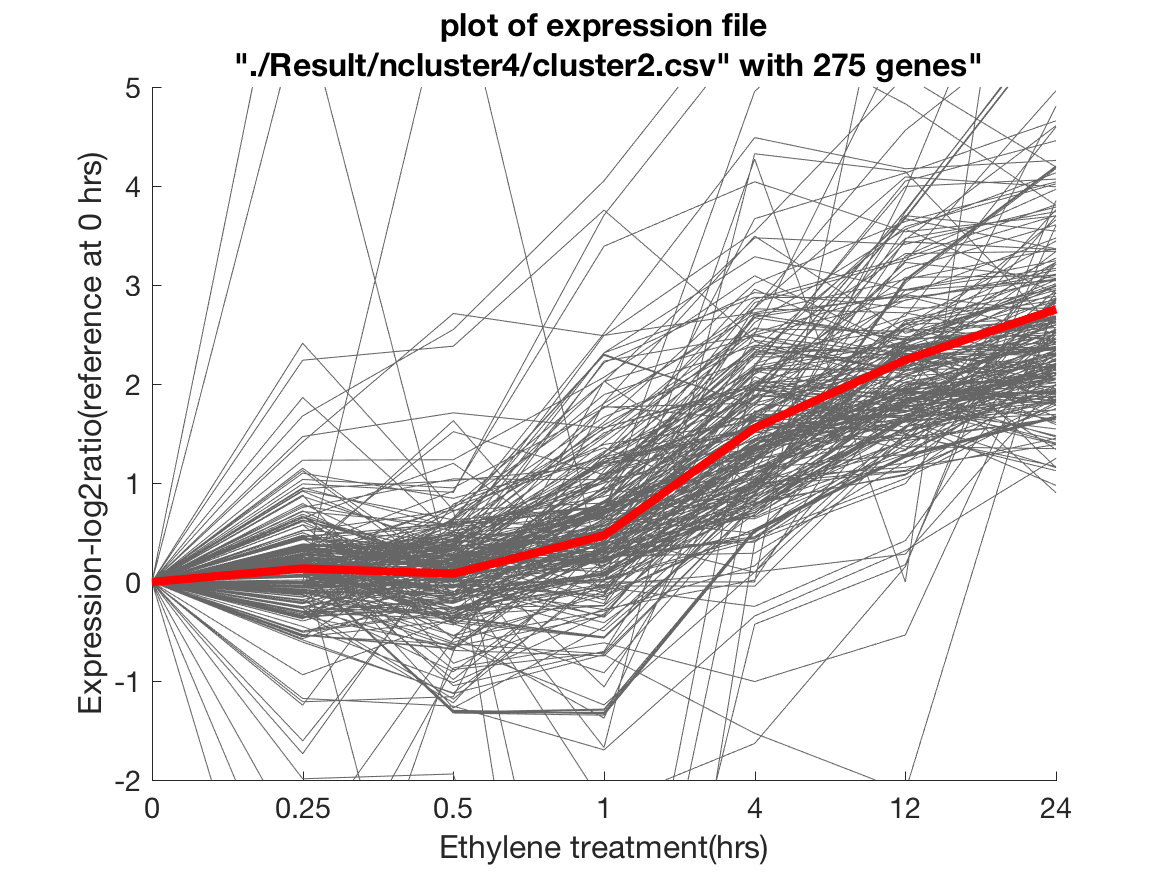 plot of expression file
"./Result/ncluster4/cluster2.csv" with 275 genes"
Expression-log2ratio(reference at 0 hrs)
5
4
3
2
1
0
-1
-2
0 0.25 0.5 1 4 12 24
Ethylene treatment(hrs)